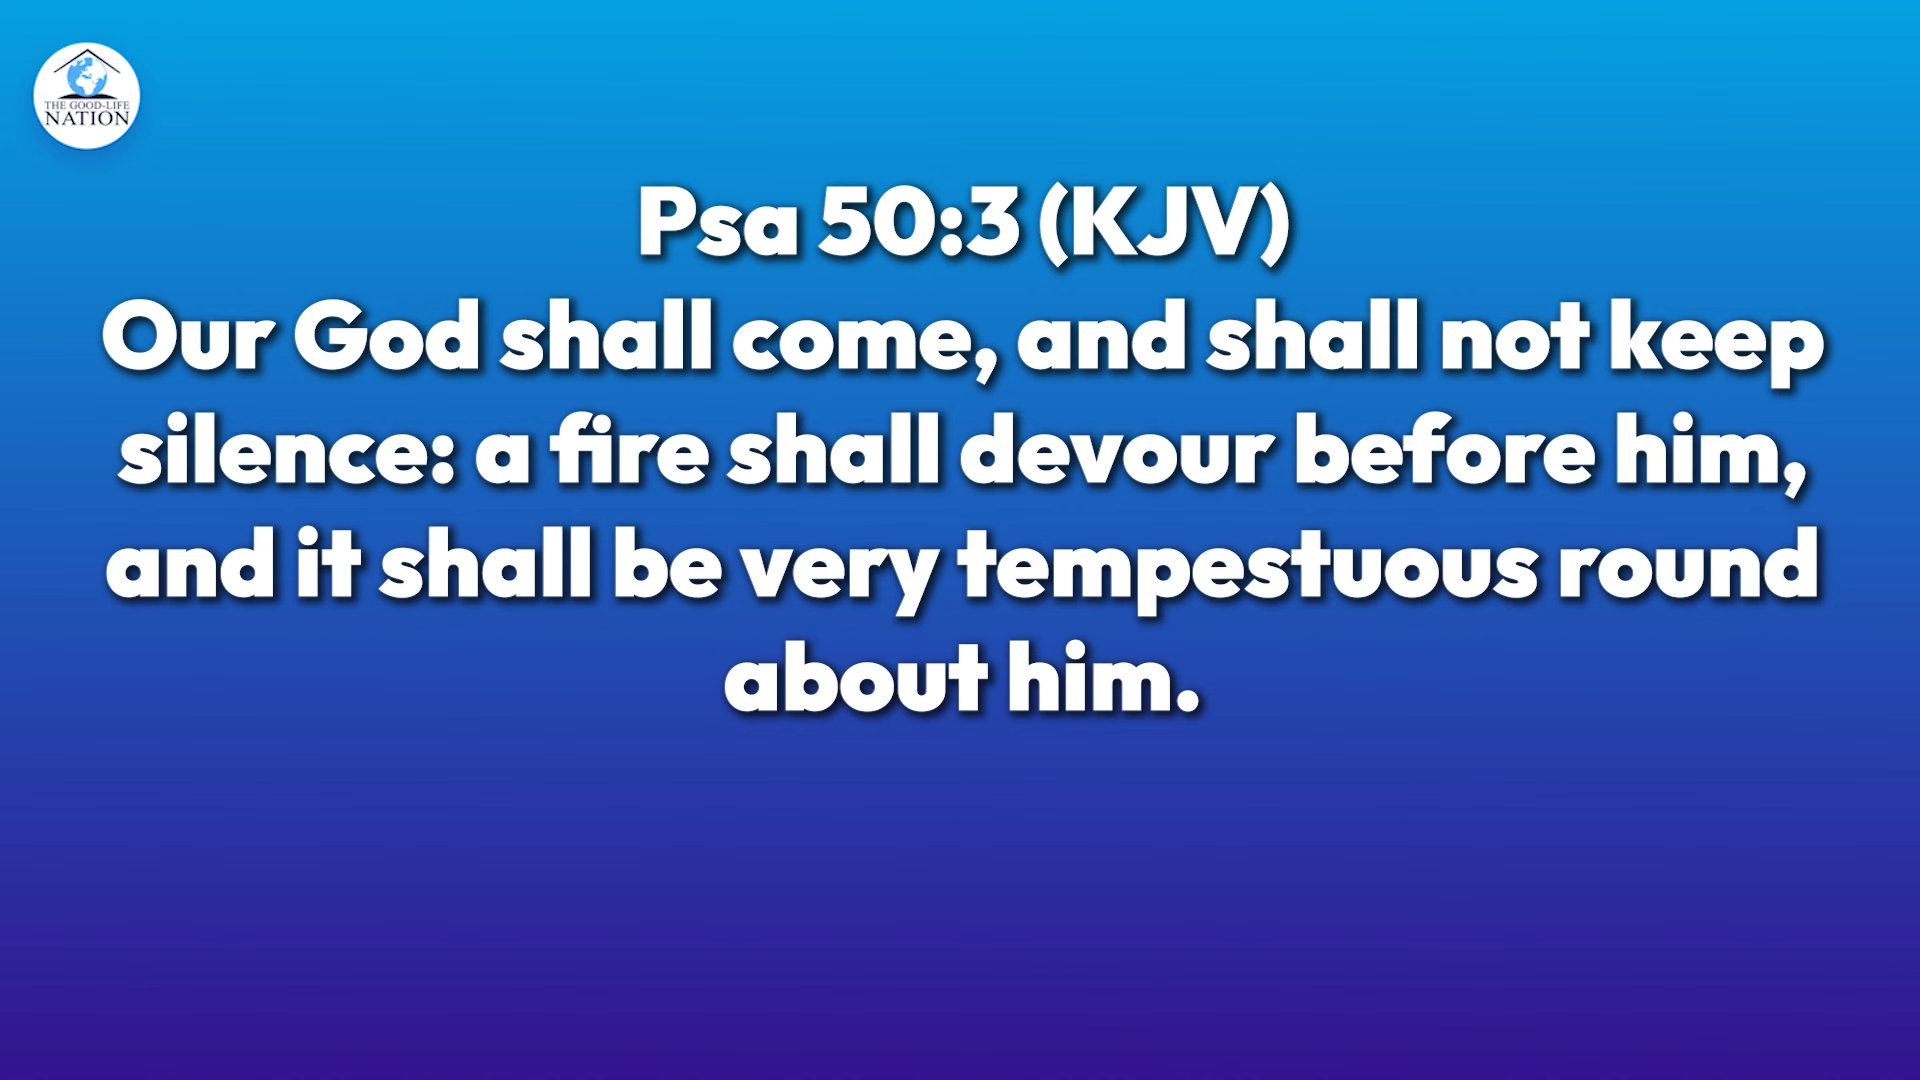 THE GOOD-LIFE
NATION
Psa 50:3 (KJV)
Our God shall come, and shall not keep
silence: a fire shall devour before him,
and it shall be very tempestuous round
about him.